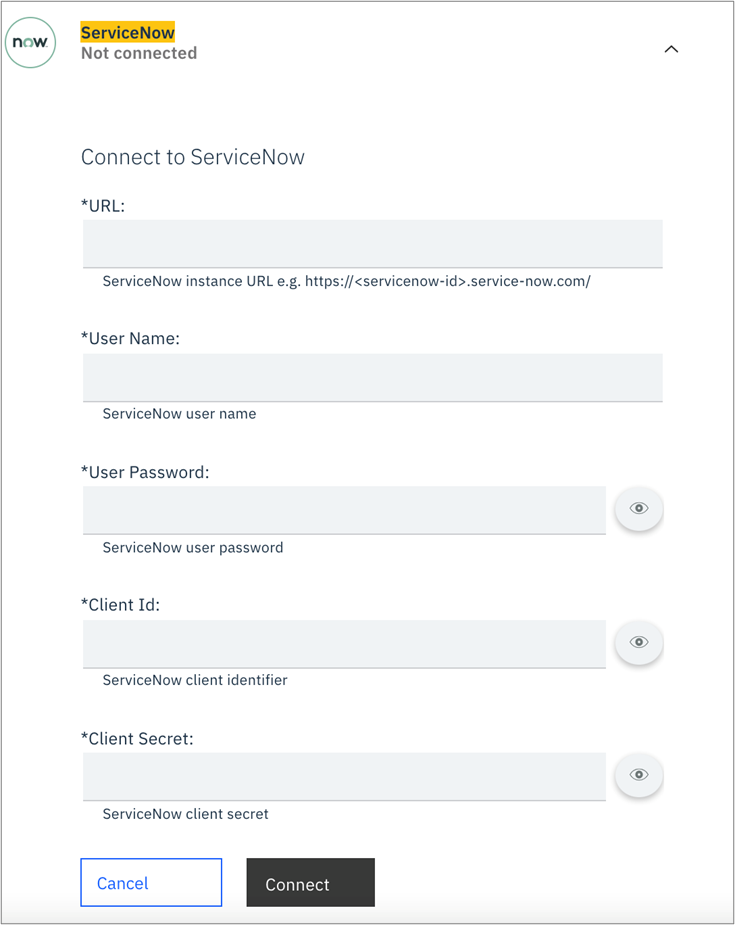 now.
ServiceNow
Not connected
Connect to ServiceNow
*URL:
ServiceNow instance URL e.g. https://<servicenow-id>.service-now.com/
*User Name:
ServiceNow user name
*User Password:
ServiceNow user password
*Client Id:
ServiceNow client identifier
*Client Secret:
ServiceNow client secret
Cancel
Connect